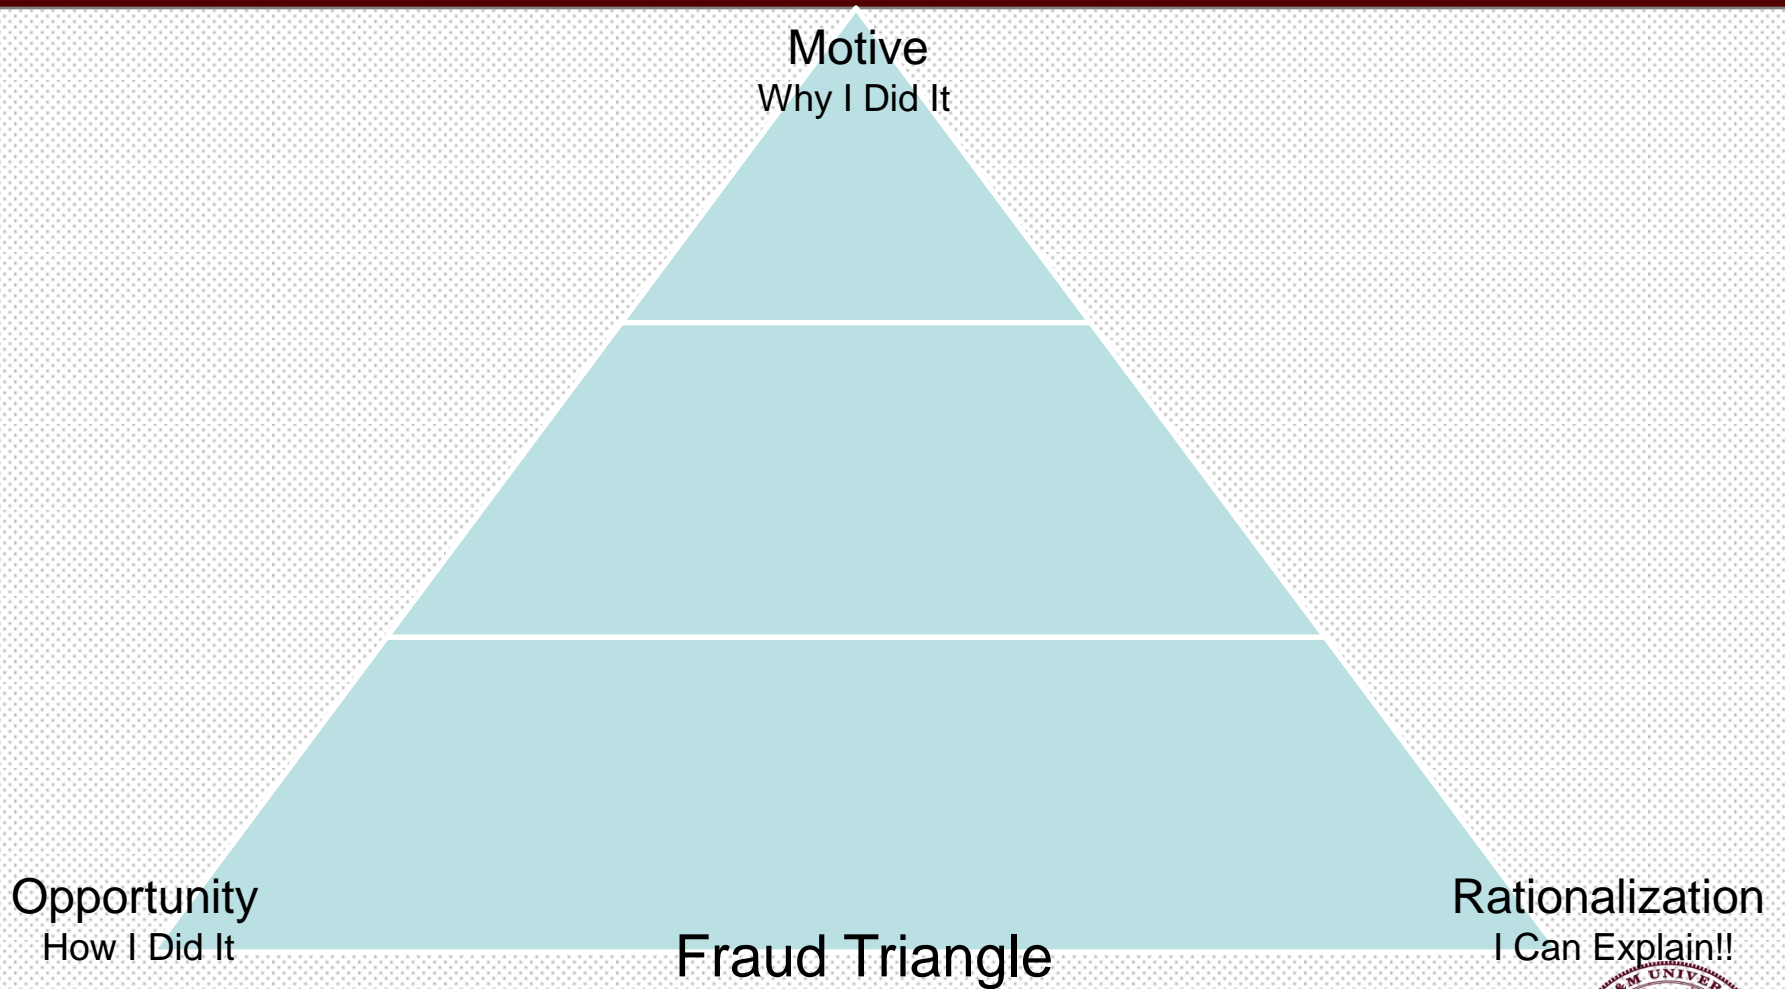 Motive
Why I Did It
Opportunity
How I Did It
Rationalization
I Can Explain!!
Fraud Triangle